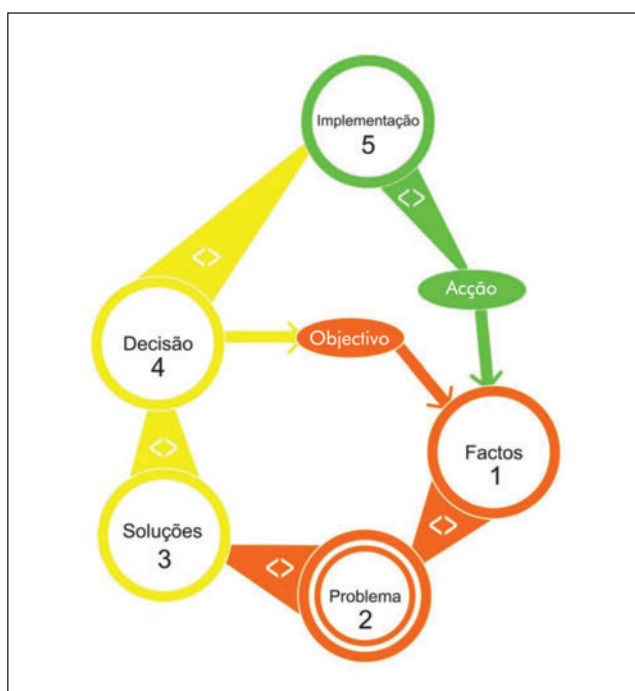 Implementação
5
<>
Acção
<>
Objectivo
Decisão
4
Factos
1
<>
<>
Soluções
3
<>
Problema
2